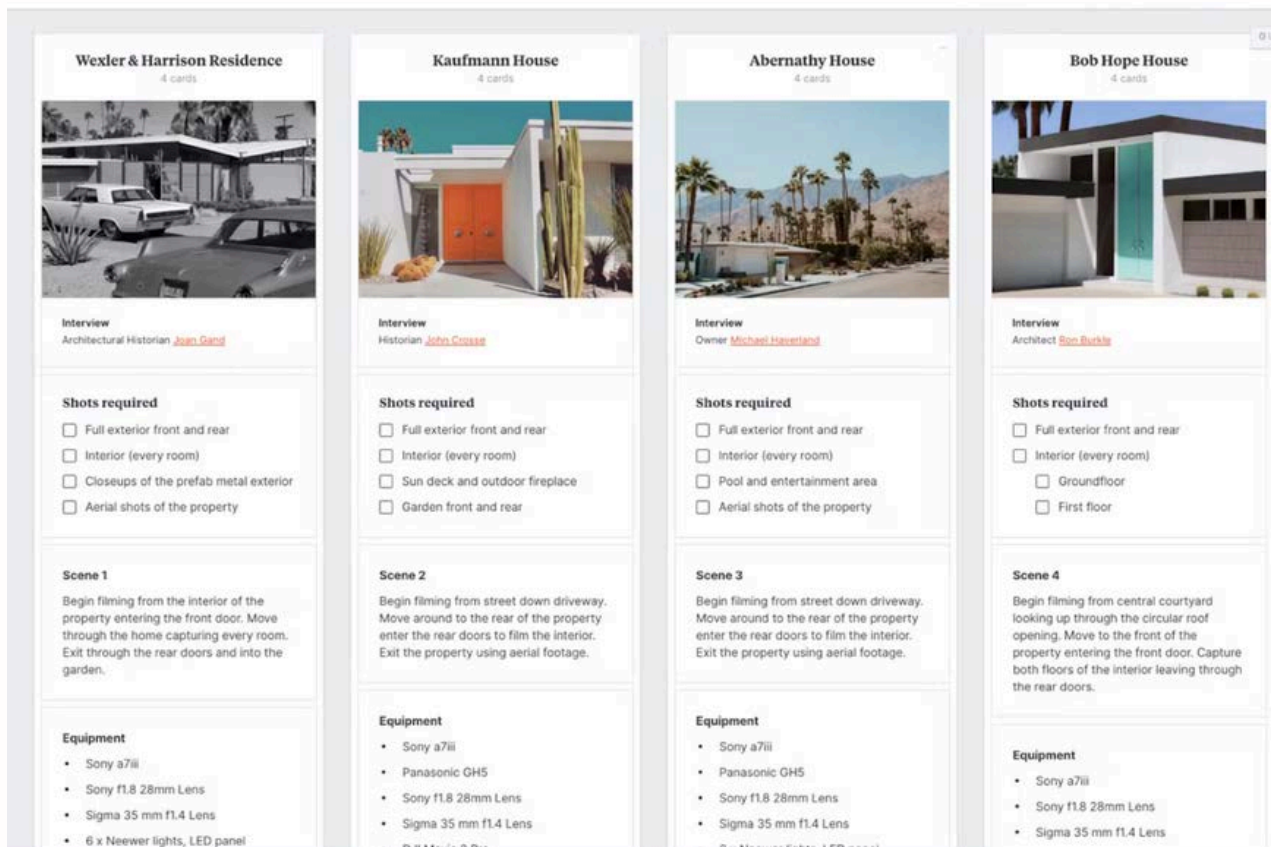 Wexler & Harrison Residence
4 cards
Interview
Architectural Historian Joan Gand
Shots required
Full exterior front and rear
Interior (every room)
Closeups of the prefab metal exterior
Aerial shots of the property
Scene 1
Begin filming from the interior of the
property entering the front door. Move
through the home capturing every room.
Exit through the rear doors and into the
garden.
Equipment
• Sony a7iii
• Sony f1.8 28mm Lens
• Sigma 35 mm f1.4 Lens
• 6 x Neewer lights, LED panel
Kaufmann House
4 cards
Interview
Historian John Crosse
Shots required
Full exterior front and rear
Interior (every room)
Sun deck and outdoor fireplace
Garden front and rear
Scene 2
Begin filming from street down driveway.
Move around to the rear of the property
enter the rear doors to film the interior.
Exit the property using aerial footage.
Equipment
• Sony a7iii
• Panasonic GH5
• Sony f1.8 28mm Lens
• Sigma 35 mm f1.4 Lens
Abernathy House
4 cards
Interview
Owner Michael Haverland
Shots required
Full exterior front and rear
Interior (every room)
Pool and entertainment area
Aerial shots of the property
Scene 3
Begin filming from street down driveway.
Move around to the rear of the property
enter the rear doors to film the interior.
Exit the property using aerial footage.
Equipment
• Sony a7iii
• Panasonic GH5
• Sony f1.8 28mm Lens
• Sigma 35 mm f1.4 Lens
Bob Hope House
4 cards
Interview
Architect Ron Burkle
Shots required
Full exterior front and rear
Interior (every room)
Groundfloor
First floor
Scene 4
Begin filming from central courtyard
looking up through the circular roof
opening. Move to the front of the
property entering the front door. Capture
both floors of the interior leaving through
the rear doors.
Equipment
• Sony a7iii
• Sony f1.8 28mm Lens
• Sigma 35 mm f1.4 Lens